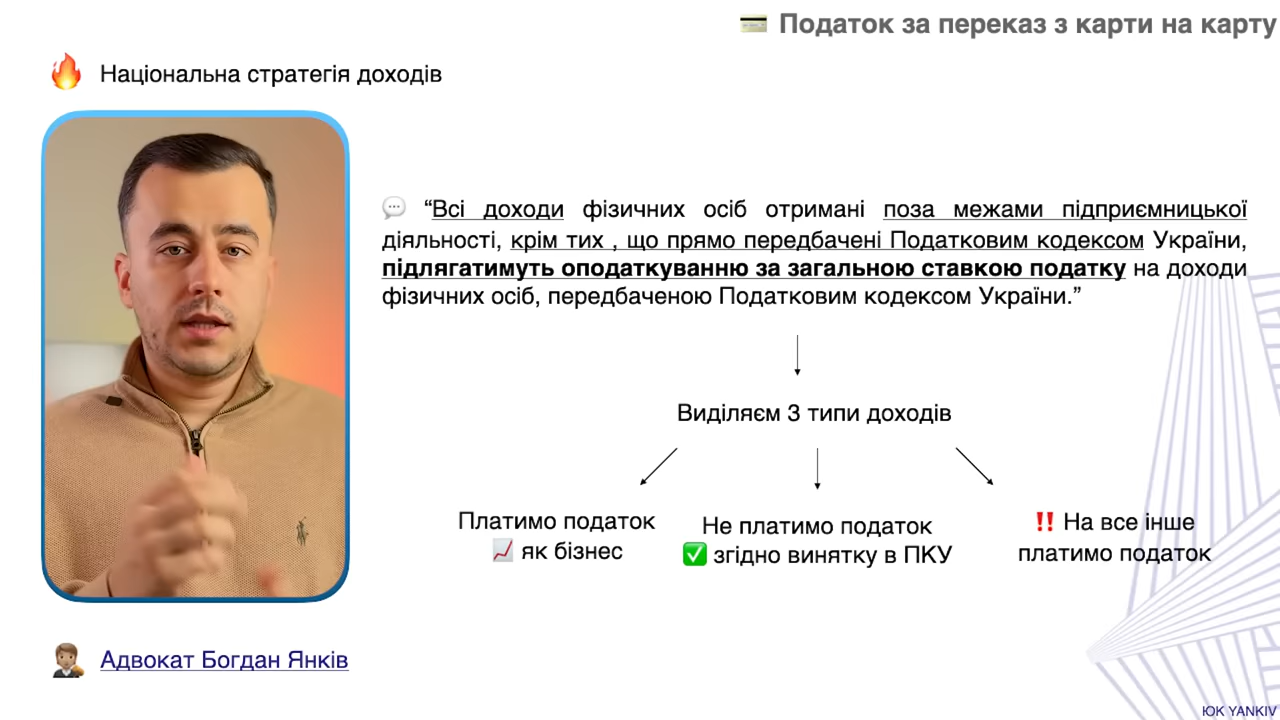 💳 Податок за переказ з карти на карту
🔥 Національна стратегія доходів
💬 “Всі доходи фізичних осіб отримані поза межами підприємницької
діяльності, крім тих , що прямо передбачені Податковим кодексом України,
підлягатимуть оподаткуванню за загальною ставкою податку на доходи
фізичних осіб, передбаченою Податковим кодексом України.”
Виділяєм 3 типи доходів
Платимо податок
📈 як бізнес
Не платимо податок
✅ згідно винятку в ПКУ
‼️ На все інше
платимо податок
Адвокат Богдан Янків
ЮК YANKIV